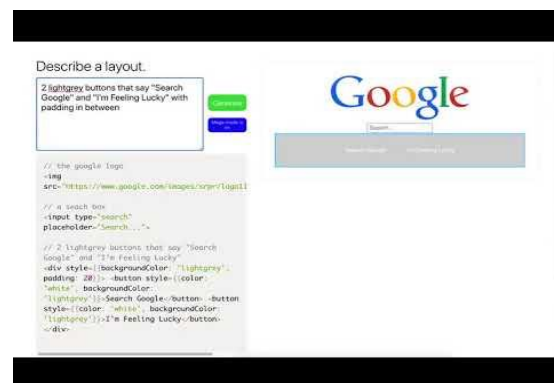 Describe a layout.
2 lightgrey buttons that say "Search
Google" and "I'm Feeling Lucky" with
padding in between
Generate
// the google logo
<img
src="https://www.google.com/images/srpr/logo11
// a seach box
<input type="search"
placeholder="Search...">
// 2 lightgrey buttons that say "Search
Google" and "I'm Feeling Lucky"
<div style={{backgroundColor: "lightgrey",
padding: 20}}> <button style={{color:
"white", backgroundColor:
"lightgrey"}}>Search Google</button> <button
style={{color: "white", backgroundColor:
"lightgrey"}}>I'm Feeling Lucky</button>
</div>
Google
Search...
Search Google I'm Feeling Lucky